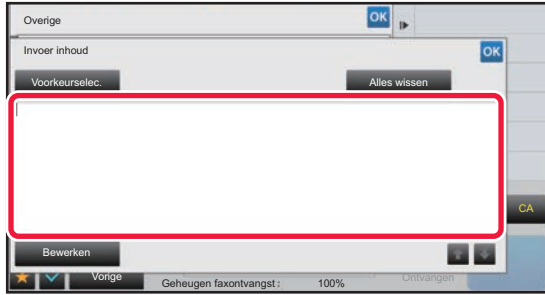 Overige OK
Invoer inhoud OK
Voorkeurselec. Alles wissen
CA
Bewerken
Vorige Ontvangen
Geheugen faxontvangst : 100%